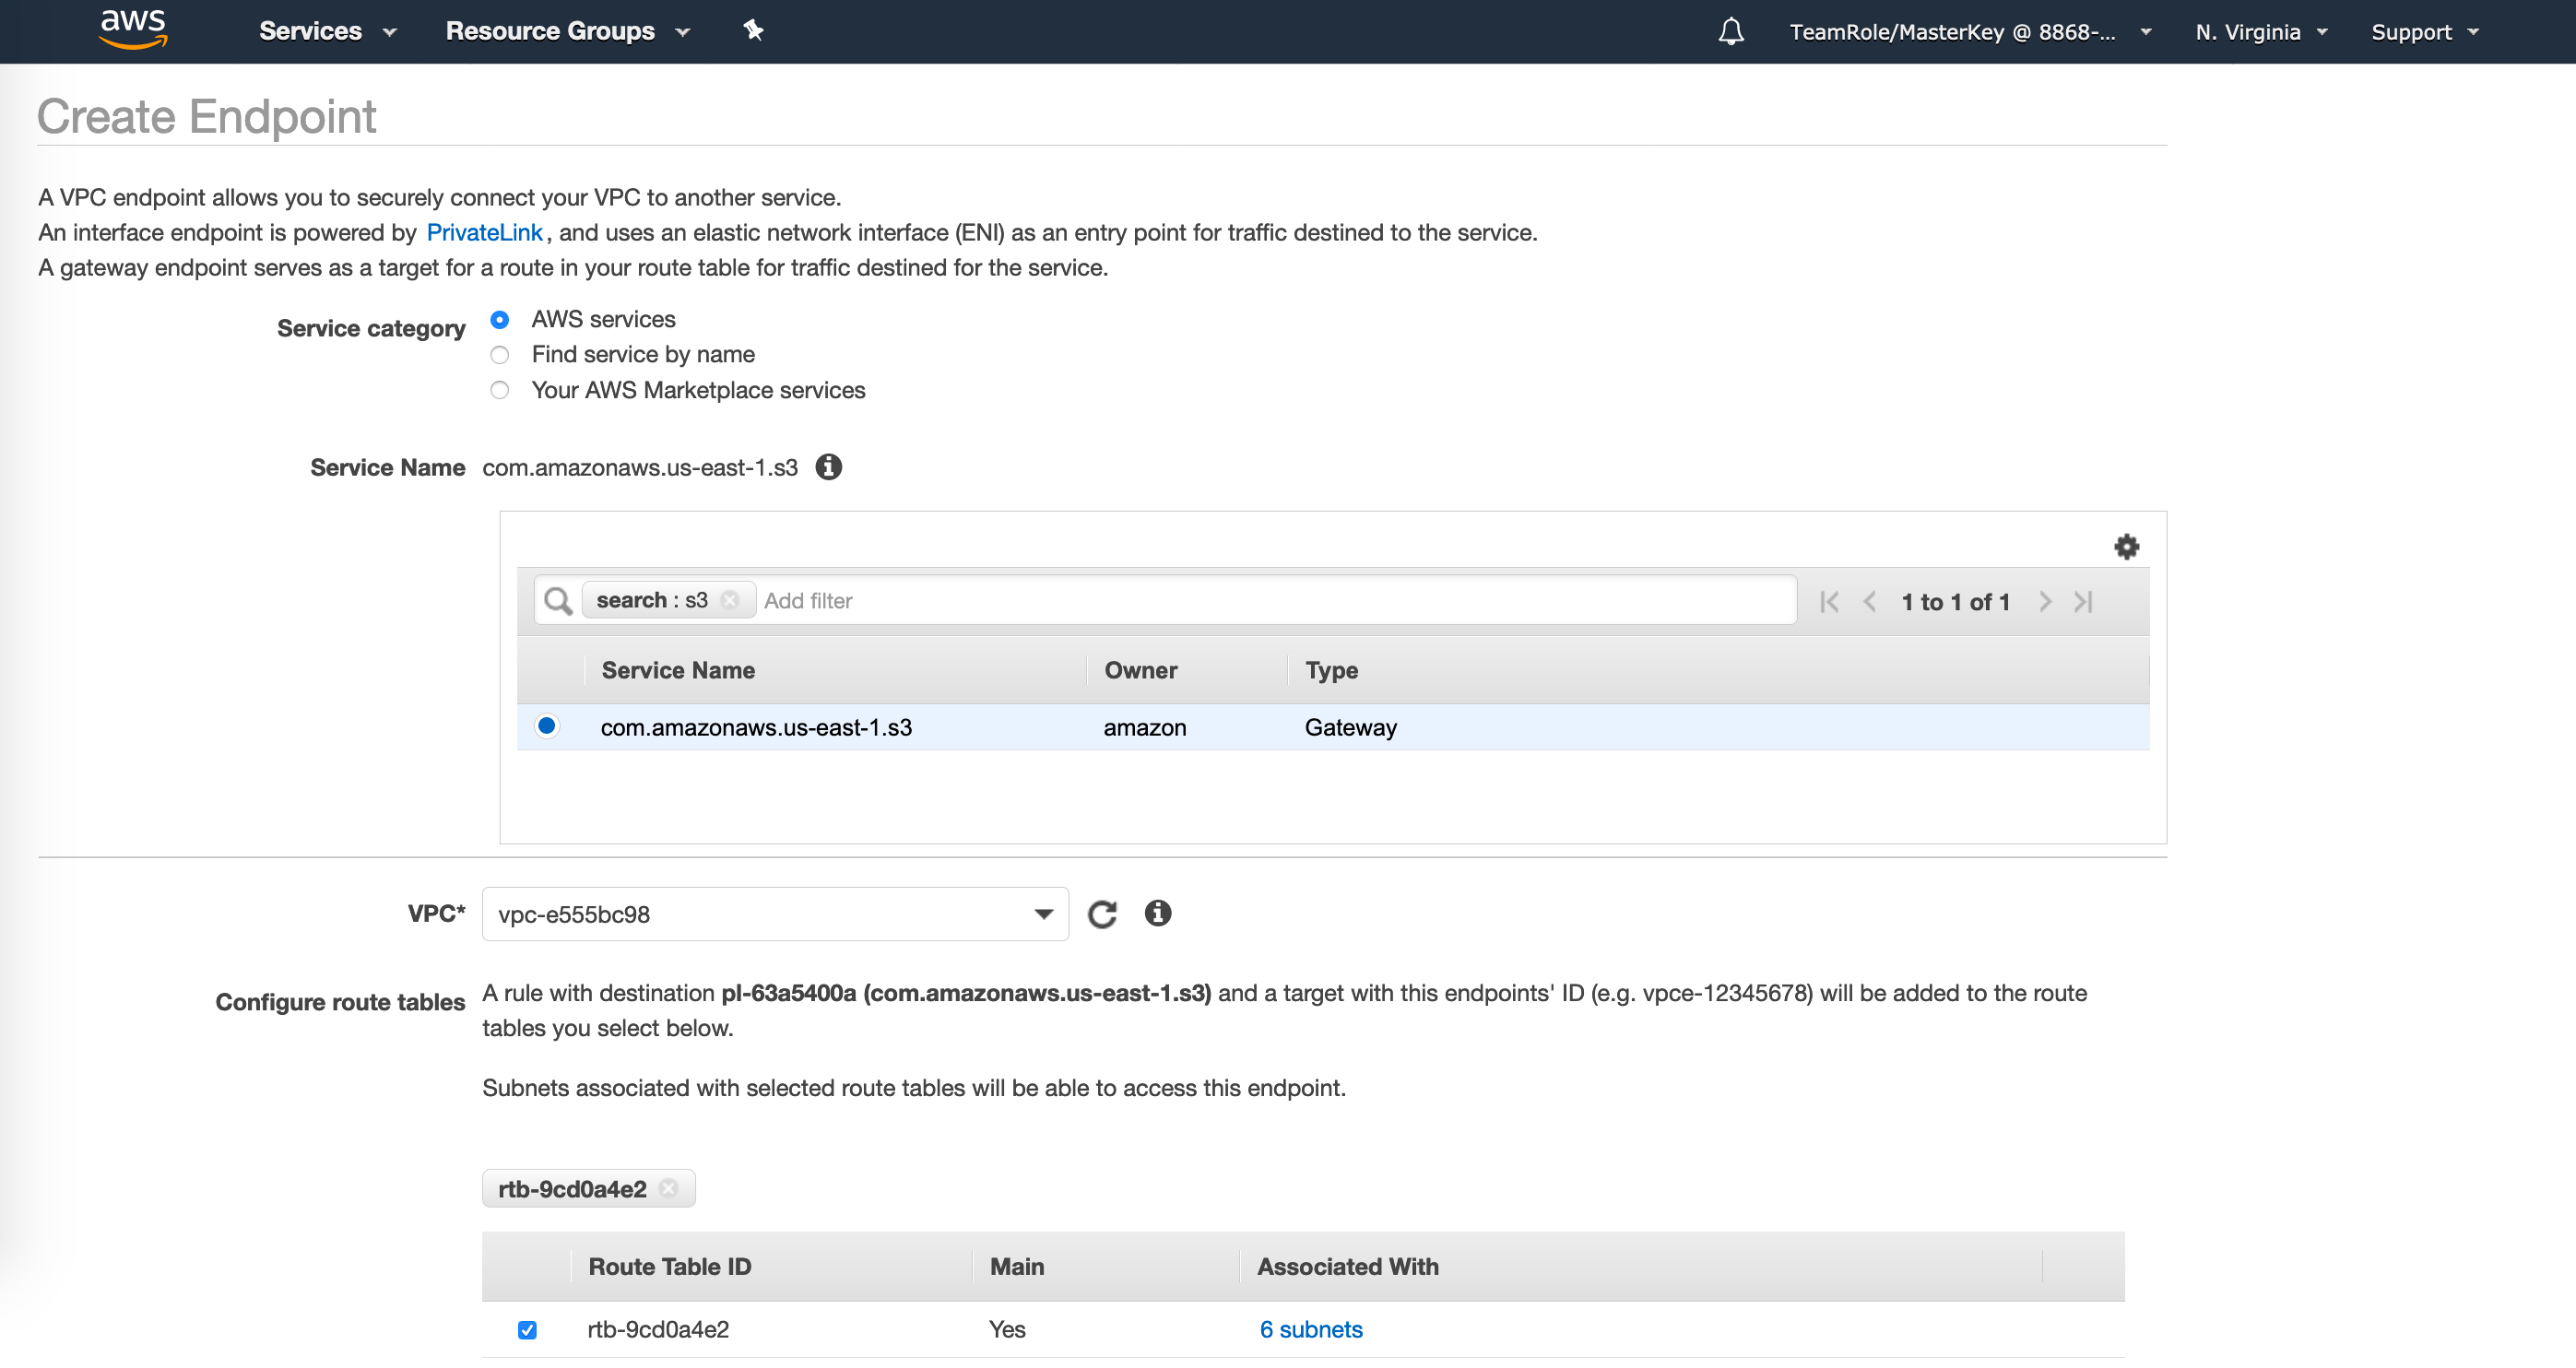 aws Services Resource Groups TeamRole/MasterKey @ 8868-... N. Virginia Support
Create Endpoint
A VPC endpoint allows you to securely connect your VPC to another service.
An interface endpoint is powered by PrivateLink, and uses an elastic network interface (ENI) as an entry point for traffic destined to the service.
A gateway endpoint serves as a target for a route in your route table for traffic destined for the service.
Service category AWS services
Find service by name
Your AWS Marketplace services
Service Name com.amazonaws.us-east-1.s3
search : s3 Add filter 1 to 1 of 1
Service Name Owner Type
com.amazonaws.us-east-1.s3 amazon Gateway
VPC* vpc-e555bc98
Configure route tables A rule with destination pl-63a5400a (com.amazonaws.us-east-1.s3) and a target with this endpoints' ID (e.g. vpce-12345678) will be added to the route
tables you select below.
Subnets associated with selected route tables will be able to access this endpoint.
rtb-9cd0a4e2
Route Table ID Main Associated With
rtb-9cd0a4e2 Yes 6 subnets